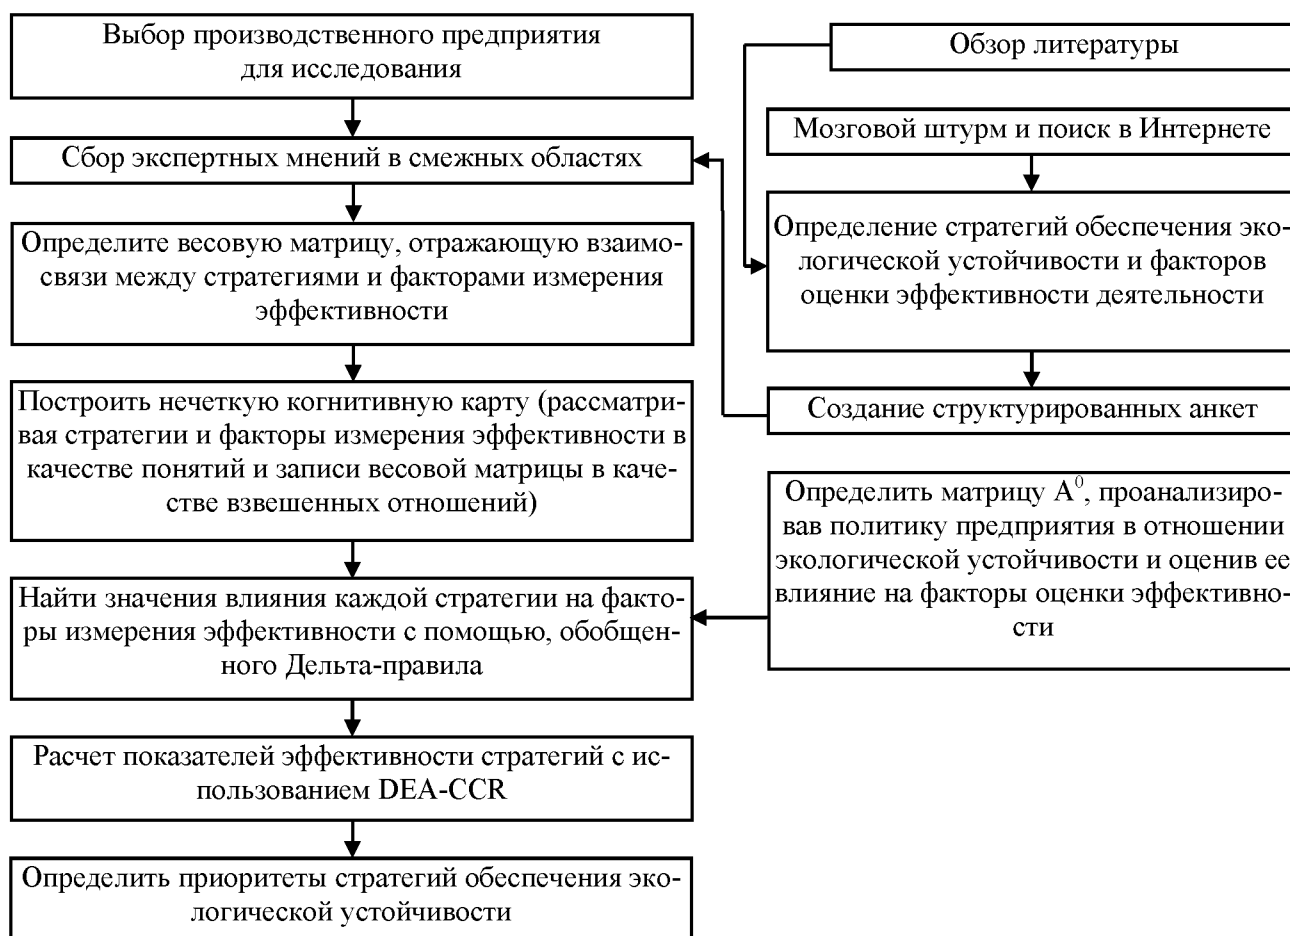 Выбор производственного предприятия
для исследования
Сбор экспертных мнений в смежных областях
Определите весовую матрицу, отражающую взаимо-
связи между стратегиями и факторами измерения
эффективности
Построить нечеткую когнитивную карту (рассматри-
вая стратегии и факторы измерения эффективности в
качестве понятий и записи весовой матрицы в каче-
стве взвешенных отношений)
Найти значения влияния каждой стратегии на факто-
ры измерения эффективности с помощью, обобщен-
ного Дельта-правила
Расчет показателей эффективности стратегий с ис-
пользованием DEA-CCR
Определить приоритеты стратегий обеспечения эко-
логической устойчивости
Обзор литературы
Мозговой штурм и поиск в Интернете
Определение стратегий обеспечения эко-
логической устойчивости и факторов
оценки эффективности деятельности
Создание структурированных анкет
Определить матрицу A⁰, проанализиро-
вав политику предприятия в отношении
экологической устойчивости и оценив ее
влияние на факторы оценки эффективно-
сти